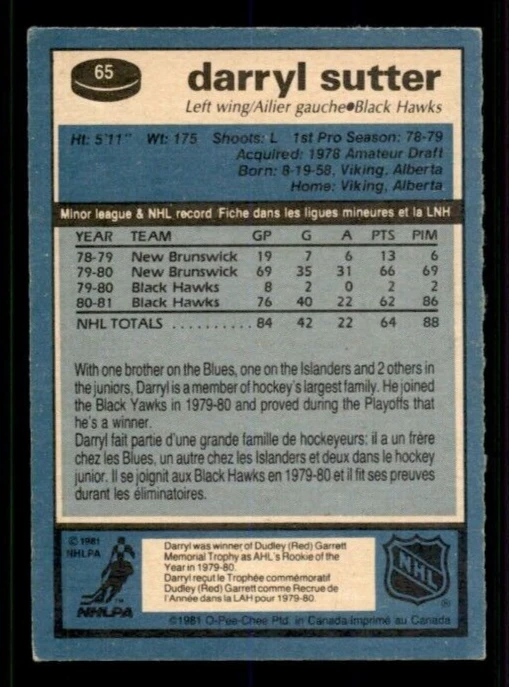 65
darryl sutter
Left wing/Ailier gauche●Black Hawks
Ht: 5'11" Wt: 175 Shoots: L 1st Pro Season: 78-79
Acquired: 1978 Amateur Draft
Born: 8-19-58, Viking, Alberta
Home: Viking, Alberta
Minor league & NHL record Fiche dans les ligues mineures et la LNH
YEAR TEAM GP G A PTS PIM
78-79 New Brunswick 19 7 6 13 6
79-80 New Brunswick 69 35 31 66 69
79-80 Black Hawks 8 2 0 2 2
80-81 Black Hawks 76 40 22 62 86
NHL TOTALS .......... 84 42 22 64 88
With one brother on the Blues, one on the Islanders and 2 others in
the juniors, Darryl is a member of hockey's largest family. He joined
the Black Yawks in 1979-80 and proved during the Playoffs that
he's a winner.
Darryl fait partie d'une grande famille de hockeyeurs: il a un frère
chez les Blues, un autre chez les Islanders et deux dans le hockey
junior. Il se joignit aux Black Hawks en 1979-80 et il fit ses preuves
durant les éliminatoires.
© 1981
NHLPA
NHLPA
Darryl was winner of Dudley (Red) Garrett
Memorial Trophy as AHL's Rookie of the
Year in 1979-80.
Darryl reçut le Trophée commémoratif
Dudley (Red) Garrett comme Recrue de
l'Année dans la LAH pour 1979-80.
NHL
®
©1981 O-Pee-Chee Ptd. in Canada Imprimé au Canada